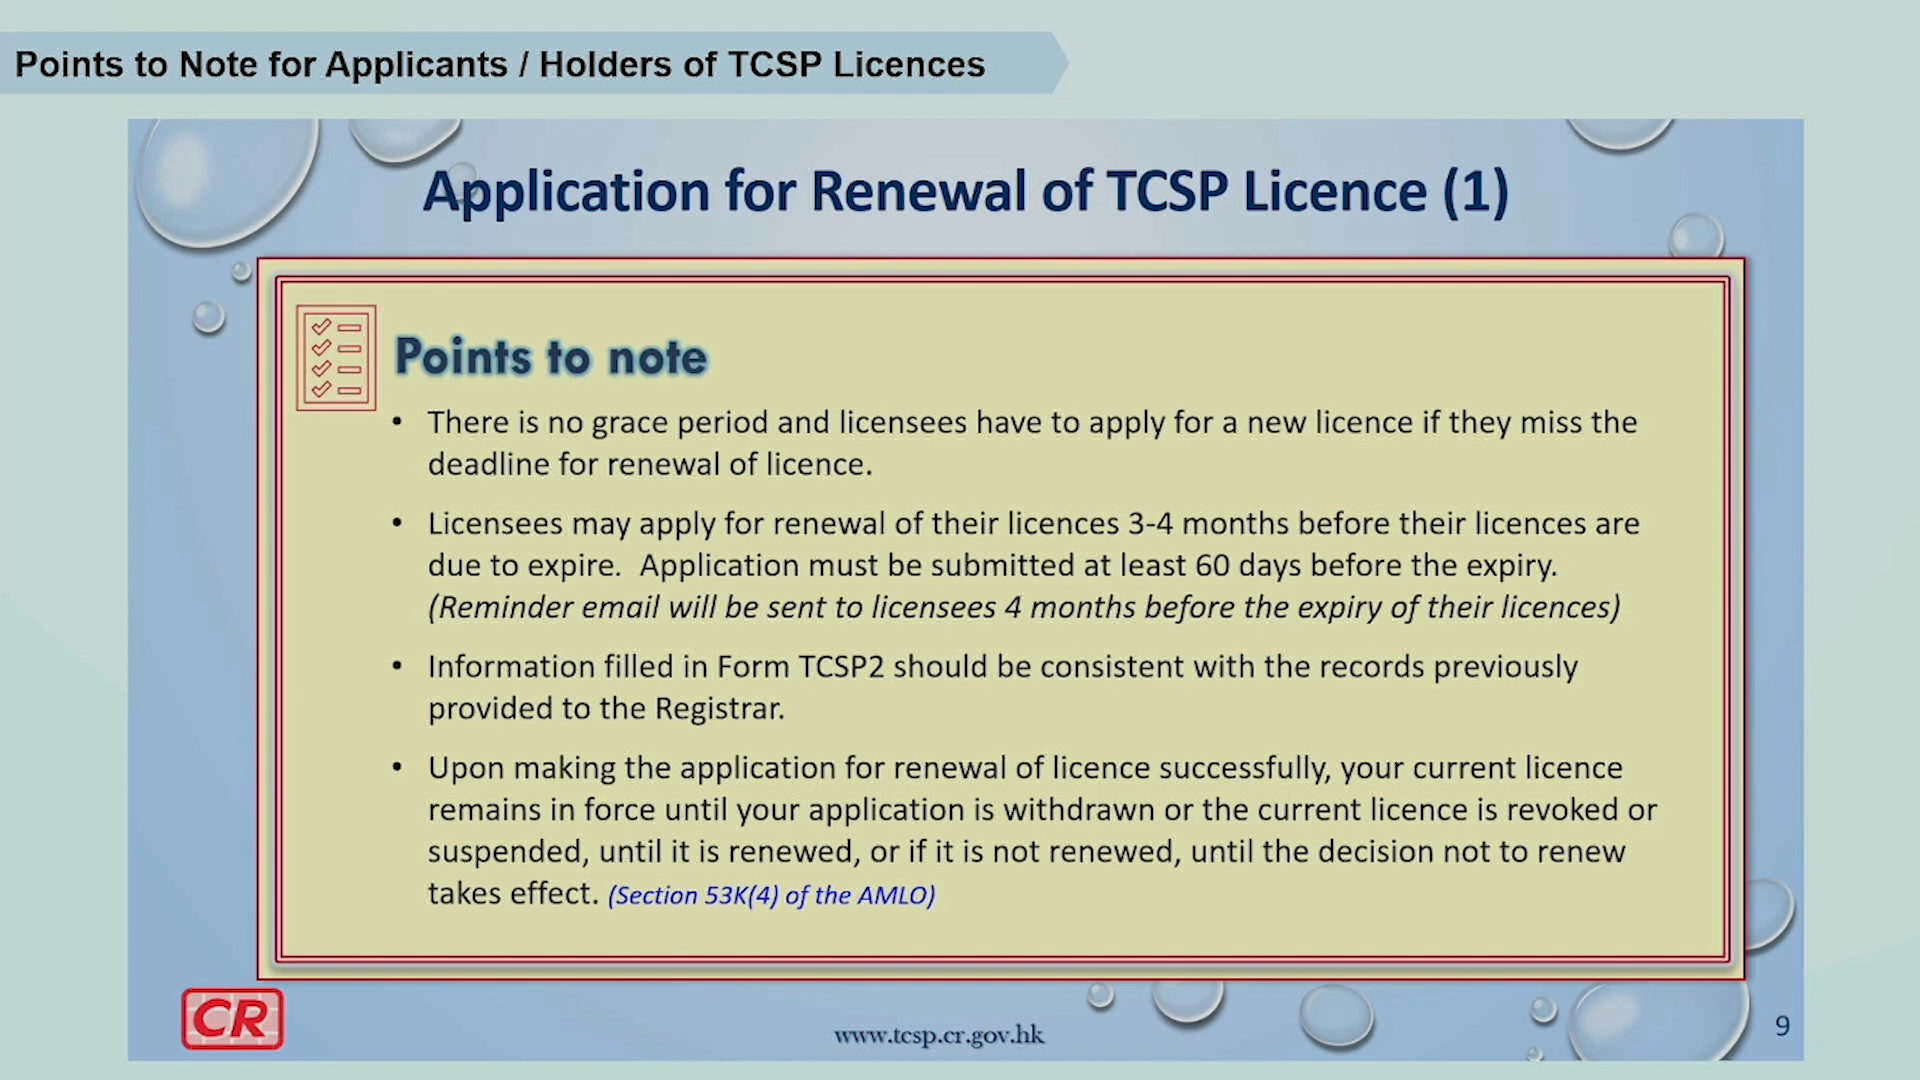 Points to Note for Applicants / Holders of TCSP Licences
Application for Renewal of TCSP Licence (1)
Points to note
• There is no grace period and licensees have to apply for a new licence if they miss the
deadline for renewal of licence.
• Licensees may apply for renewal of their licences 3-4 months before their licences are
due to expire.  Application must be submitted at least 60 days before the expiry.
(Reminder email will be sent to licensees 4 months before the expiry of their licences)
• Information filled in Form TCSP2 should be consistent with the records previously
provided to the Registrar.
• Upon making the application for renewal of licence successfully, your current licence
remains in force until your application is withdrawn or the current licence is revoked or
suspended, until it is renewed, or if it is not renewed, until the decision not to renew
takes effect. (Section 53K(4) of the AMLO)
CR
www.tcsp.cr.gov.hk
9